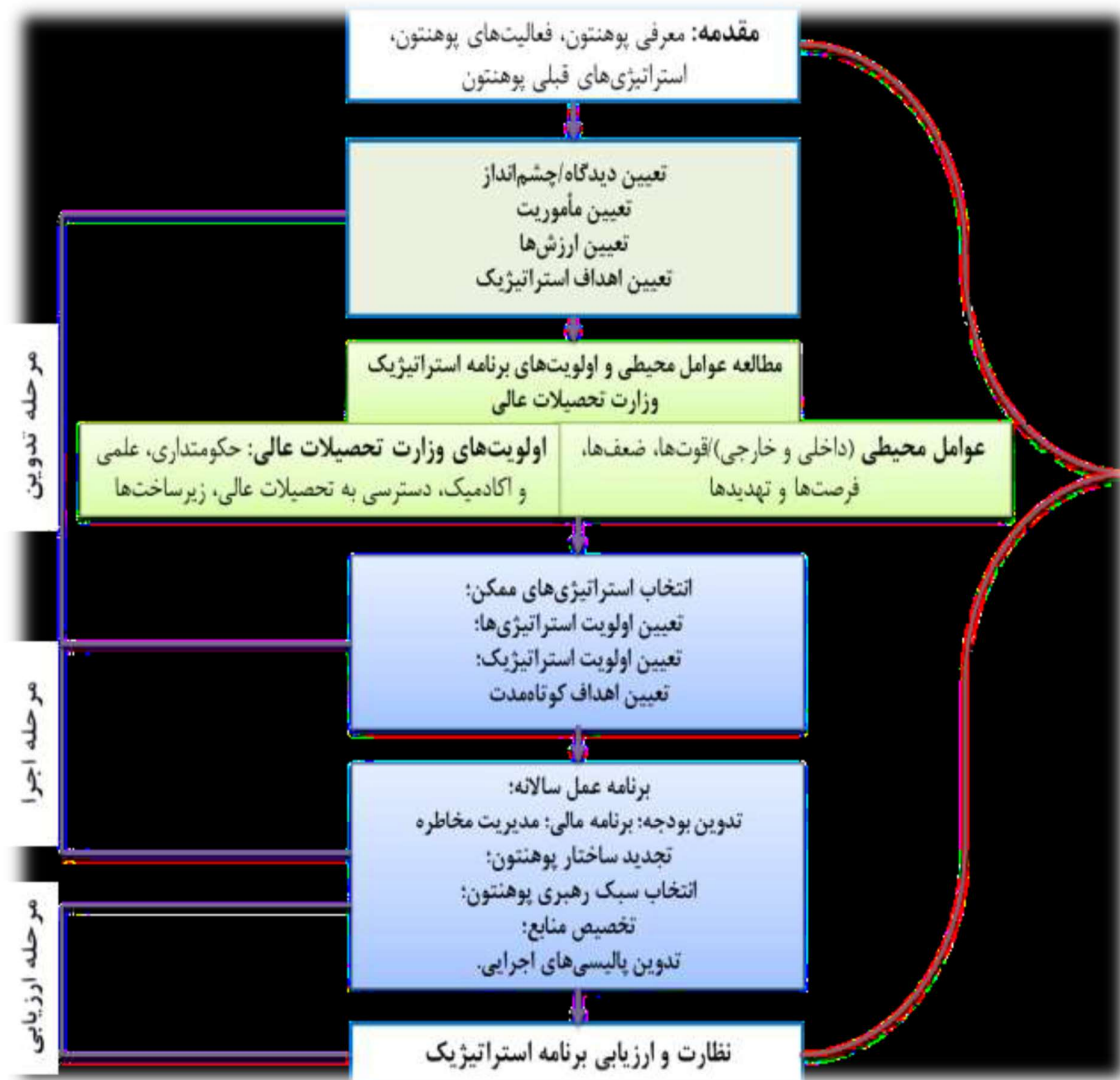 مقدمه: معرفی پوهنتون، فعالیت‌های پوهنتون،
استراتیژی‌های قبلی پوهنتون
تعیین دیدگاه/چشم‌انداز
تعیین مأموریت
تعیین ارزش‌ها
تعیین اهداف استراتیژیک
مطالعه عوامل محیطی و اولویت‌های برنامه استراتیژیک
وزارت تحصیلات عالی
عوامل محیطی (داخلی و خارجی)/قوت‌ها، ضعف‌ها،
فرصت‌ها و تهدیدها
اولویت‌های وزارت تحصیلات عالی: حکومتداری، علمی
و اکادمیک، دسترسی به تحصیلات عالی، زیرساخت‌ها
انتخاب استراتیژی‌های ممکن؛
تعیین اولویت استراتیژی‌ها؛
تعیین اولویت استراتیژیک؛
تعیین اهداف کوتاه‌مدت
برنامه عمل سالانه؛
تدوین بودجه؛ برنامه مالی؛ مدیریت مخاطره
تجدید ساختار پوهنتون؛
انتخاب سبک رهبری پوهنتون؛
تخصیص منابع؛
تدوین پالیسی‌های اجرایی.
نظارت و ارزیابی برنامه استراتیژیک
مرحله تدوین
مرحله اجرا
مرحله ارزیابی